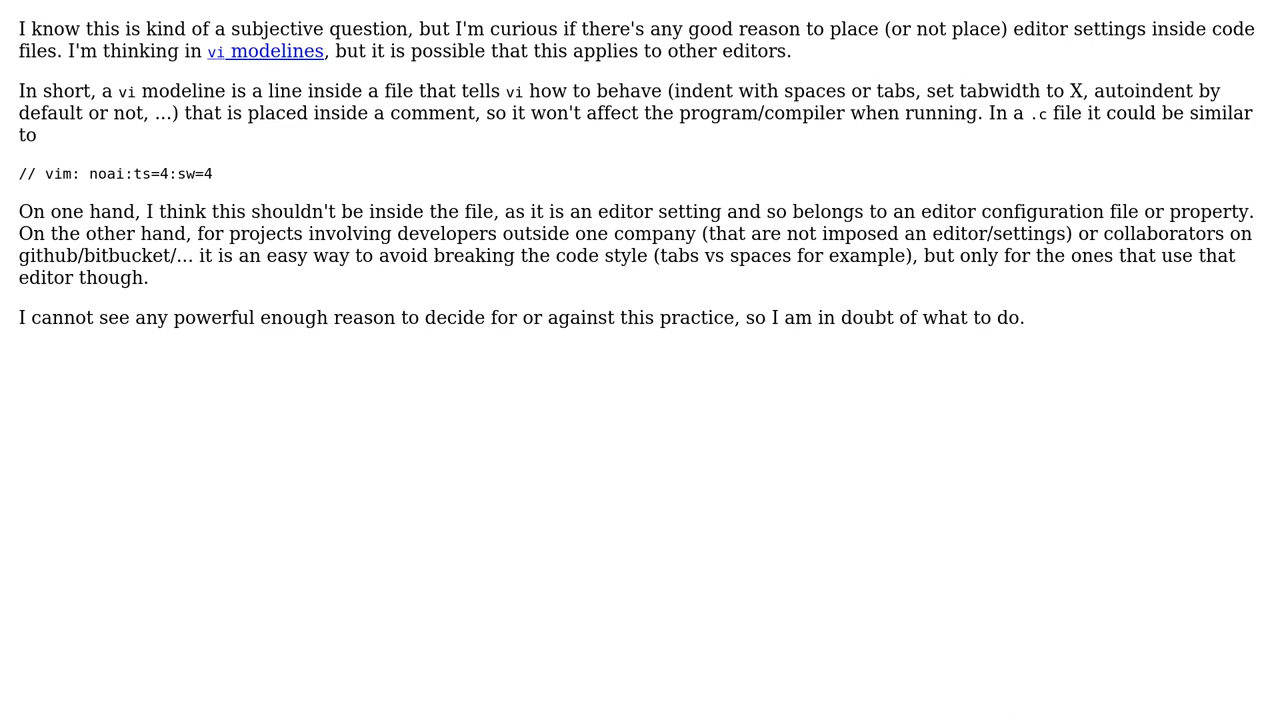 I know this is kind of a subjective question, but I'm curious if there's any good reason to place (or not place) editor settings inside code
files. I'm thinking in vi modelines, but it is possible that this applies to other editors.
In short, a vi modeline is a line inside a file that tells vi how to behave (indent with spaces or tabs, set tabwidth to X, autoindent by
default or not, ...) that is placed inside a comment, so it won't affect the program/compiler when running. In a .c file it could be similar
to
// vim: noai:ts=4:sw=4
On one hand, I think this shouldn't be inside the file, as it is an editor setting and so belongs to an editor configuration file or property.
On the other hand, for projects involving developers outside one company (that are not imposed an editor/settings) or collaborators on
github/bitbucket/... it is an easy way to avoid breaking the code style (tabs vs spaces for example), but only for the ones that use that
editor though.
I cannot see any powerful enough reason to decide for or against this practice, so I am in doubt of what to do.